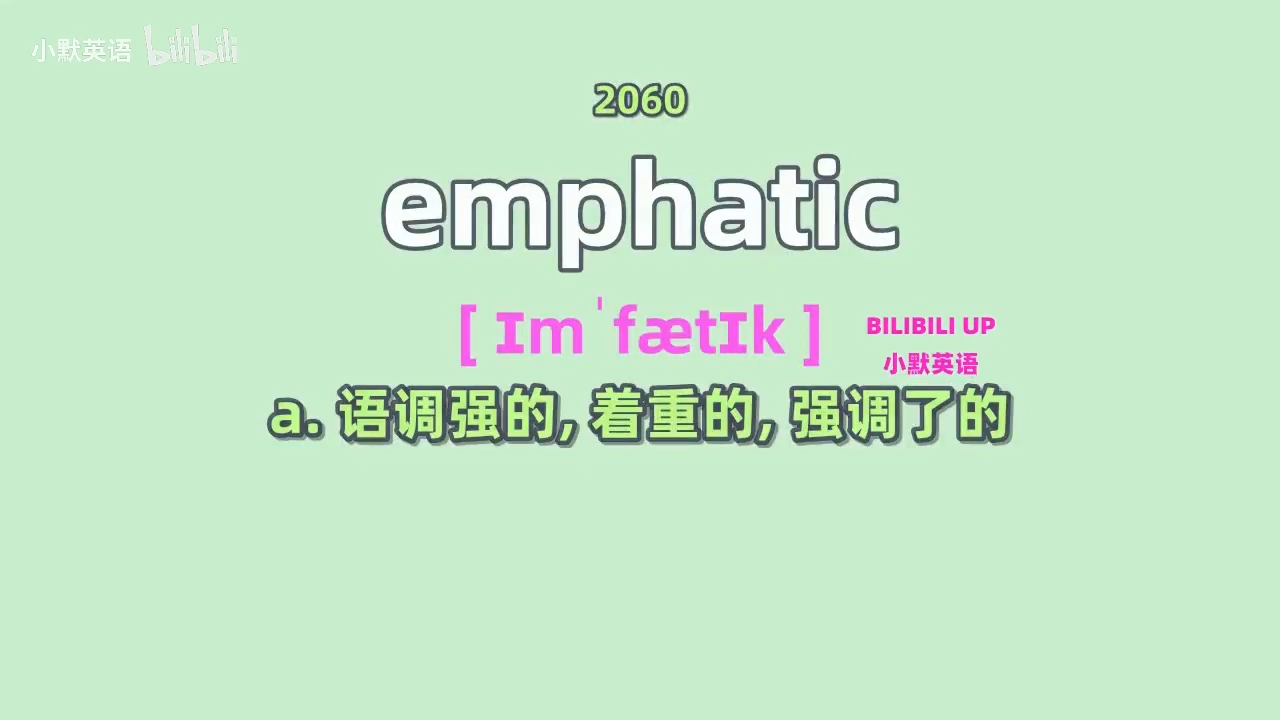 小默英语 bilibili
2060
emphatic
[ ɪmˈfætɪk ]
BILIBILI UP
小默英语
a. 语调强的, 着重的, 强调了的